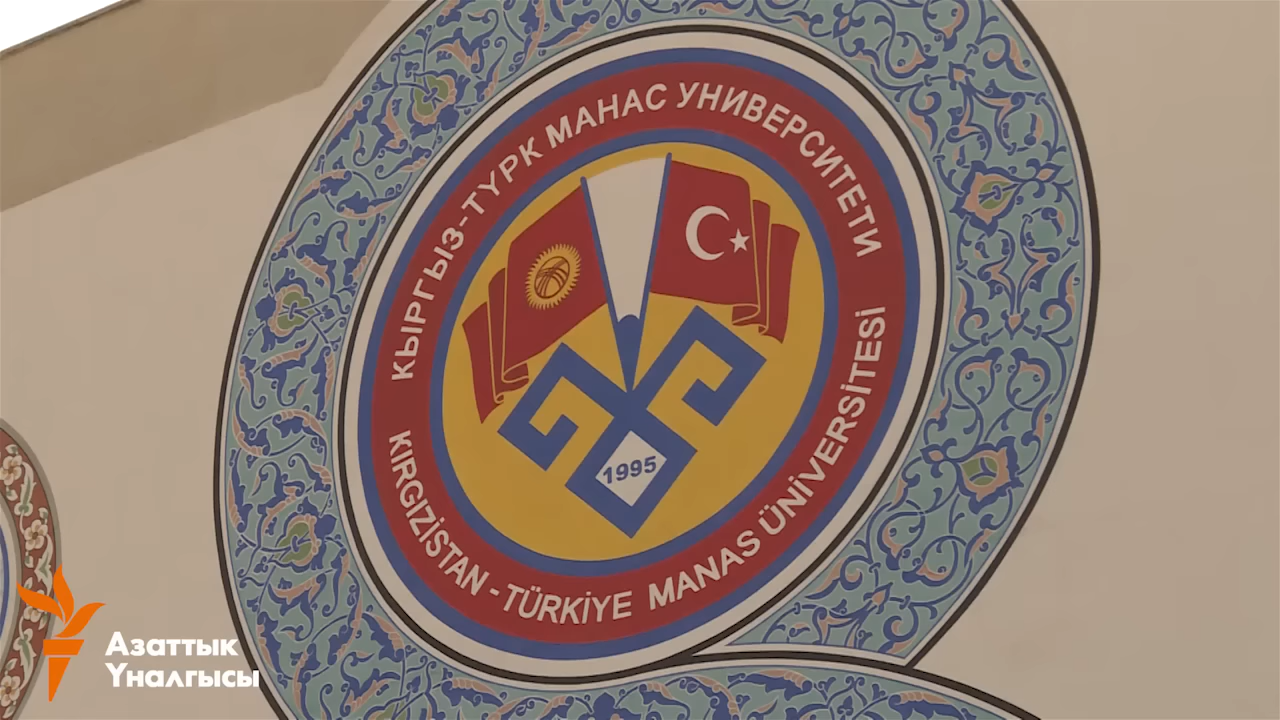 КЫРГЫЗ-ТҮРК МАНАС УНИВЕРСИТЕТИ
1995
KIRGIZİSTAN - TÜRKİYE MANAS ÜNİVERSİTESİ
Азаттык
Үналгысы